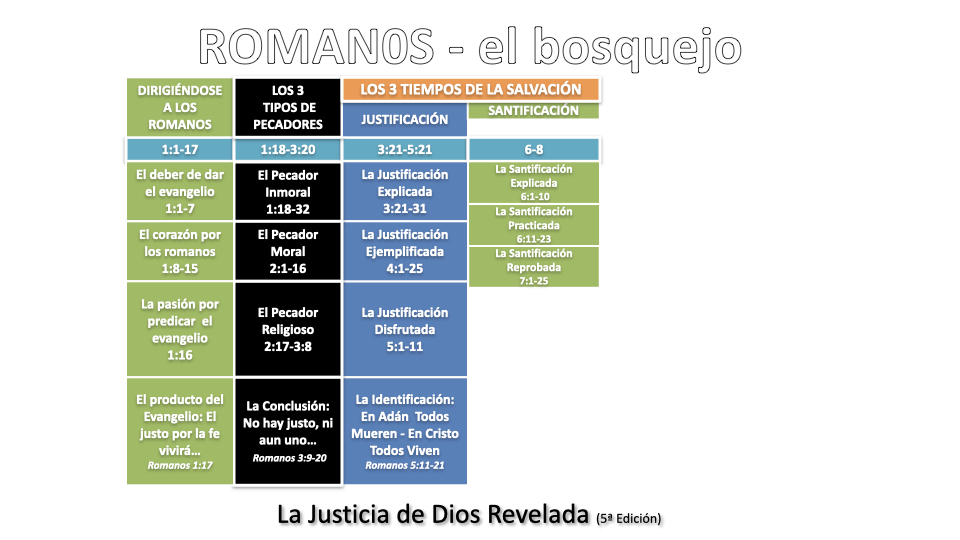 ROMAN0S - el bosquejo
DIRIGIÉNDOSE
A LOS
ROMANOS
LOS 3
TIPOS DE
PECADORES
LOS 3 TIEMPOS DE LA SALVACIÓN
JUSTIFICACIÓN
SANTIFICACIÓN
1:1-17
1:18-3:20
3:21-5:21
6-8
El deber de dar
el evangelio
1:1-7
El Pecador
Inmoral
1:18-32
La Justificación
Explicada
3:21-31
La Santificación
Explicada
6:1-10
La Santificación
Practicada
6:11-23
El corazón por
los romanos
1:8-15
El Pecador
Moral
2:1-16
La Justificación
Ejemplificada
4:1-25
La Santificación
Reprobada
7:1-25
La pasión por
predicar el
evangelio
1:16
El Pecador
Religioso
2:17-3:8
La Justificación
Disfrutada
5:1-11
El producto del
Evangelio: El
justo por la fe
vivirá...
Romanos 1:17
La Conclusión:
No hay justo, ni
aun uno...
Romanos 3:9-20
La Identificación:
En Adán Todos
Mueren - En Cristo
Todos Viven
Romanos 5:11-21
La Justicia de Dios Revelada (5ª Edición)